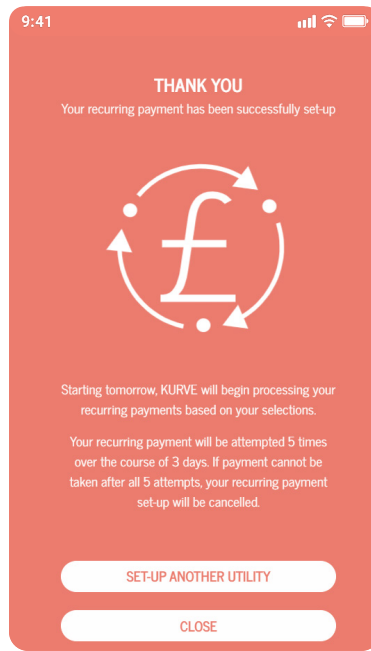 9:41
THANK YOU
Your recurring payment has been successfully set-up
£
Starting tomorrow, KURVE will begin processing your
recurring payments based on your selections.
Your recurring payment will be attempted 5 times
over the course of 3 days. If payment cannot be
taken after all 5 attempts, your recurring payment
set-up will be cancelled.
SET-UP ANOTHER UTILITY
CLOSE